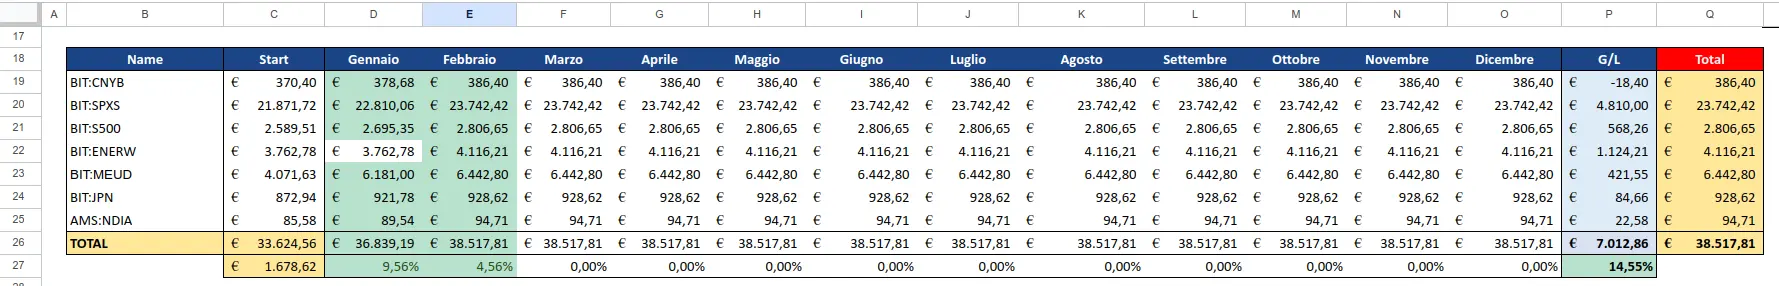 A B C D E F G H I J K L M N O P Q
17
18 Name Start Gennaio Febbraio Marzo Aprile Maggio Giugno Luglio Agosto Settembre Ottobre Novembre Dicembre G/L Total
19 BIT:CNYB € 370,40 € 378,68 € 386,40 € 386,40 € 386,40 € 386,40 € 386,40 € 386,40 € 386,40 € 386,40 € 386,40 € 386,40 € 386,40 € -18,40 € 386,40
20 BIT:SPXS € 21.871,72 € 22.810,06 € 23.742,42 € 23.742,42 € 23.742,42 € 23.742,42 € 23.742,42 € 23.742,42 € 23.742,42 € 23.742,42 € 23.742,42 € 23.742,42 € 23.742,42 € 4.810,00 € 23.742,42
21 BIT:S500 € 2.589,51 € 2.695,35 € 2.806,65 € 2.806,65 € 2.806,65 € 2.806,65 € 2.806,65 € 2.806,65 € 2.806,65 € 2.806,65 € 2.806,65 € 2.806,65 € 2.806,65 € 568,26 € 2.806,65
22 BIT:ENERW € 3.762,78 € 3.762,78 € 4.116,21 € 4.116,21 € 4.116,21 € 4.116,21 € 4.116,21 € 4.116,21 € 4.116,21 € 4.116,21 € 4.116,21 € 4.116,21 € 4.116,21 € 1.124,21 € 4.116,21
23 BIT:MEUD € 4.071,63 € 6.181,00 € 6.442,80 € 6.442,80 € 6.442,80 € 6.442,80 € 6.442,80 € 6.442,80 € 6.442,80 € 6.442,80 € 6.442,80 € 6.442,80 € 6.442,80 € 421,55 € 6.442,80
24 BIT:JPN € 872,94 € 921,78 € 928,62 € 928,62 € 928,62 € 928,62 € 928,62 € 928,62 € 928,62 € 928,62 € 928,62 € 928,62 € 928,62 € 84,66 € 928,62
25 AMS:NDIA € 85,58 € 89,54 € 94,71 € 94,71 € 94,71 € 94,71 € 94,71 € 94,71 € 94,71 € 94,71 € 94,71 € 94,71 € 94,71 € 22,58 € 94,71
26 TOTAL € 33.624,56 € 36.839,19 € 38.517,81 € 38.517,81 € 38.517,81 € 38.517,81 € 38.517,81 € 38.517,81 € 38.517,81 € 38.517,81 € 38.517,81 € 38.517,81 € 38.517,81 € 7.012,86 € 38.517,81
27 € 1.678,62 9,56% 4,56% 0,00% 0,00% 0,00% 0,00% 0,00% 0,00% 0,00% 0,00% 0,00% 0,00% 14,55%